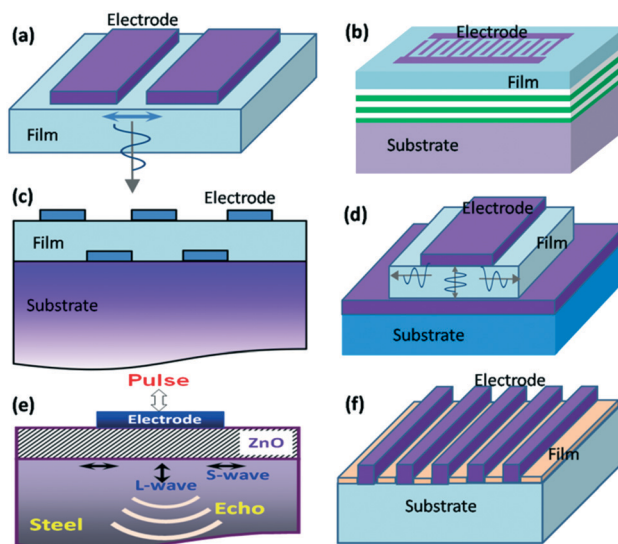 (a)
Electrode
Film
(b)
Electrode
Film
Substrate
(c)
Electrode
Film
Substrate
(d)
Electrode
Film
Substrate
(e)
Pulse
Electrode
ZnO
S-wave
L-wave
Echo
Steel
(f)
Electrode
Film
Substrate